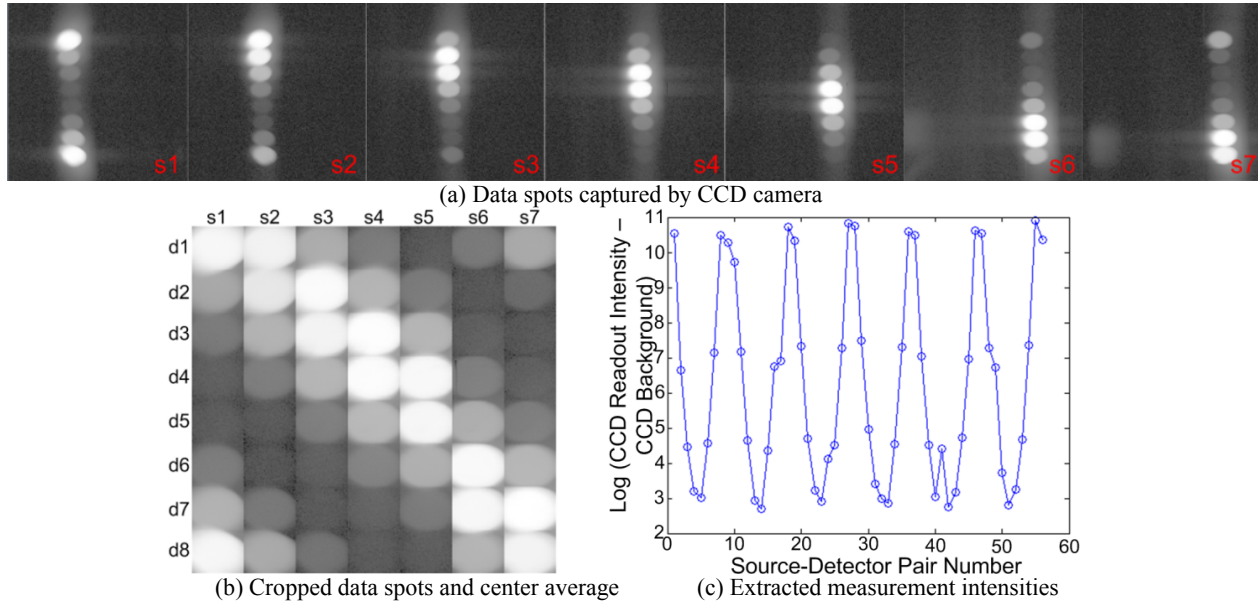 s1 s2 s3 s4 s5 s6 s7
(a) Data spots captured by CCD camera
s1 s2 s3 s4 s5 s6 s7
d1
d2
d3
d4
d5
d6
d7
d8
(b) Cropped data spots and center average
Log (CCD Readout Intensity –
CCD Background)
11
10
9
8
7
6
5
4
3
2
0 10 20 30 40 50 60
Source-Detector Pair Number
(c) Extracted measurement intensities